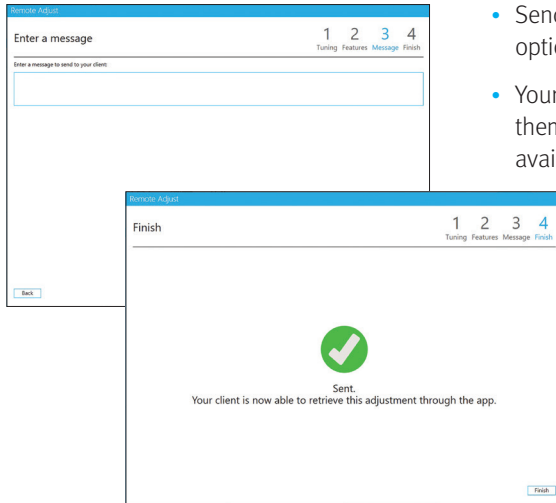 Remote Adjust
Enter a message
1 2 3 4
Tuning Features Message Finish
Enter a message to send to your client:
Back
• Send
• Your
Remote Adjust
Finish
1 2 3 4
Tuning Features Message Finish
Sent.
Your client is now able to retrieve this adjustment through the app.
Finish